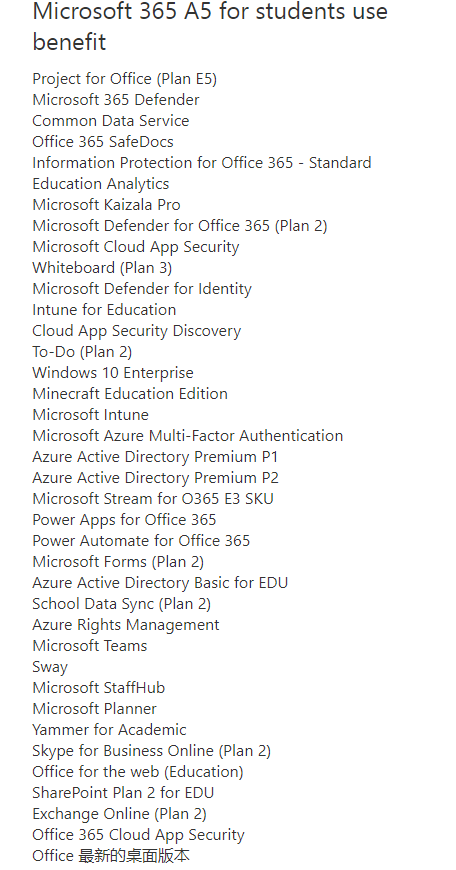 Microsoft 365 A5 for students use
benefit
Project for Office (Plan E5)
Microsoft 365 Defender
Common Data Service
Office 365 SafeDocs
Information Protection for Office 365 - Standard
Education Analytics
Microsoft Kaizala Pro
Microsoft Defender for Office 365 (Plan 2)
Microsoft Cloud App Security
Whiteboard (Plan 3)
Microsoft Defender for Identity
Intune for Education
Cloud App Security Discovery
To-Do (Plan 2)
Windows 10 Enterprise
Minecraft Education Edition
Microsoft Intune
Microsoft Azure Multi-Factor Authentication
Azure Active Directory Premium P1
Azure Active Directory Premium P2
Microsoft Stream for O365 E3 SKU
Power Apps for Office 365
Power Automate for Office 365
Microsoft Forms (Plan 2)
Azure Active Directory Basic for EDU
School Data Sync (Plan 2)
Azure Rights Management
Microsoft Teams
Sway
Microsoft StaffHub
Microsoft Planner
Yammer for Academic
Skype for Business Online (Plan 2)
Office for the web (Education)
SharePoint Plan 2 for EDU
Exchange Online (Plan 2)
Office 365 Cloud App Security
Office 最新的桌面版本